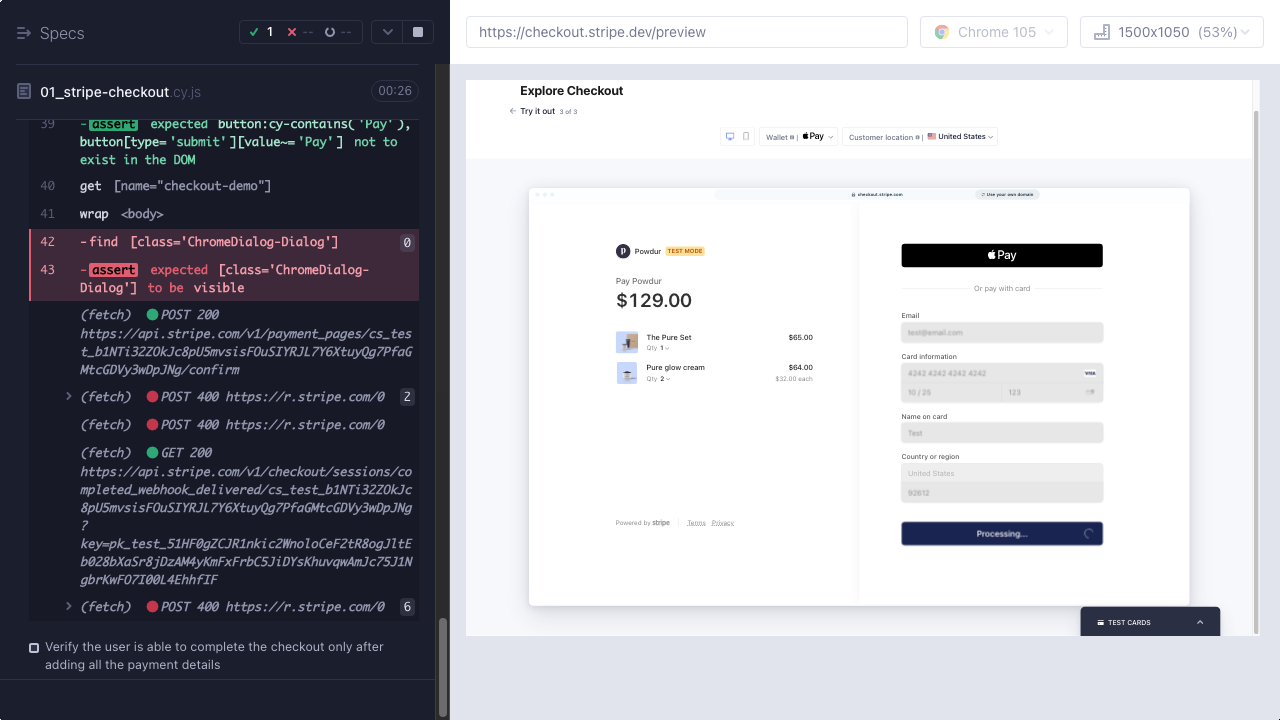 Specs
1
--
--
https://checkout.stripe.dev/preview
Chrome 105
1500x1050 (53%)
01_stripe-checkout.cy.js
00:26
39 -assert expected button:cy-contains('Pay'),
button[type='submit'][value~='Pay'] not to
exist in the DOM
40 get [name="checkout-demo"]
41 wrap <body>
42 -find [class='ChromeDialog-Dialog'] 0
43 -assert expected [class='ChromeDialog-
Dialog'] to be visible
(fetch) POST 200
https://api.stripe.com/v1/payment_pages/cs_tes
t_b1NTi3ZZOkJc8pU5mvsisFOuSIYRJL7Y6XtuyQg7PfaG
MtcGDVy3wDpJNg/confirm
(fetch) POST 400 https://r.stripe.com/0 2
(fetch) POST 400 https://r.stripe.com/0
(fetch) GET 200
https://api.stripe.com/v1/checkout/sessions/co
mpleted_webhook_delivered/cs_test_b1NTi3ZZOkJc
8pU5mvsisFOuSIYRJL7Y6XtuyQg7PfaGMtcGDVy3wDpJNg
?
key=pk_test_51HF0gZCJR1nkic2WnoloCeF2tR8ogJltE
b028bXaSr8jDzAM4yKmFxFrbC5JiDYsKhuvqwAmJc75J1N
gbrKwFO7I00L4EhhfIF
(fetch) POST 400 https://r.stripe.com/0 6
Verify the user is able to complete the checkout only after
adding all the payment details
Explore Checkout
Try it out 3 of 3
Wallet | Pay
Customer location | United States
checkout.stripe.com
Use your own domain
P Powdur TEST MODE
Pay Powdur
$129.00
The Pure Set $65.00
Qty 1
Pure glow cream $64.00
Qty 2 $32.00 each
Powered by stripe Terms Privacy
Pay
Or pay with card
Email
test@email.com
Card information
4242 4242 4242 4242 VISA
10 / 25 123
Name on card
Test
Country or region
United States
92612
Processing...
TEST CARDS